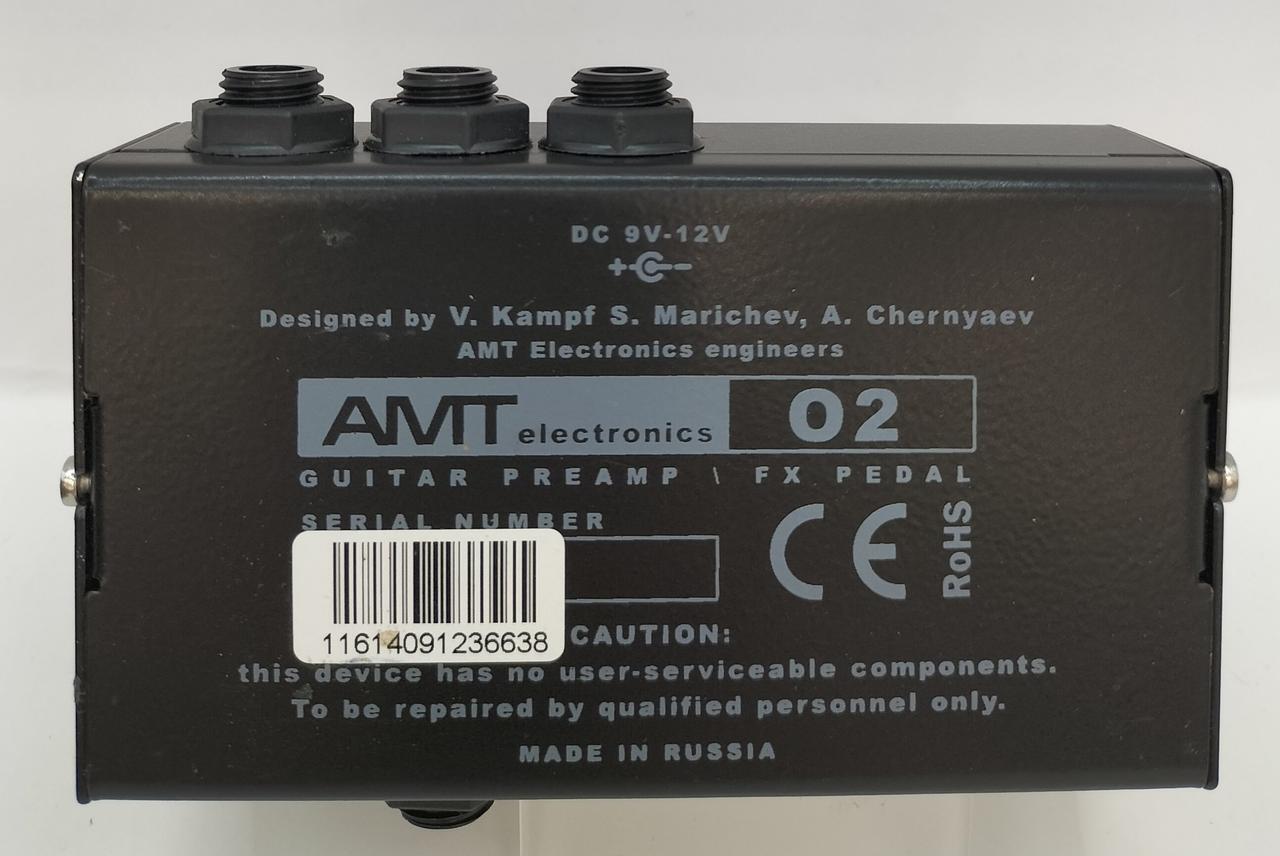 DC 9V-12V
+ -
Designed by V. Kampf S. Marichev, A. Chernyaev
AMT Electronics engineers
AMT electronics O2
GUITAR PREAMP \ FX PEDAL
SERIAL NUMBER
CE RoHS
11614091236638
CAUTION:
this device has no user-serviceable components.
To be repaired by qualified personnel only.
MADE IN RUSSIA